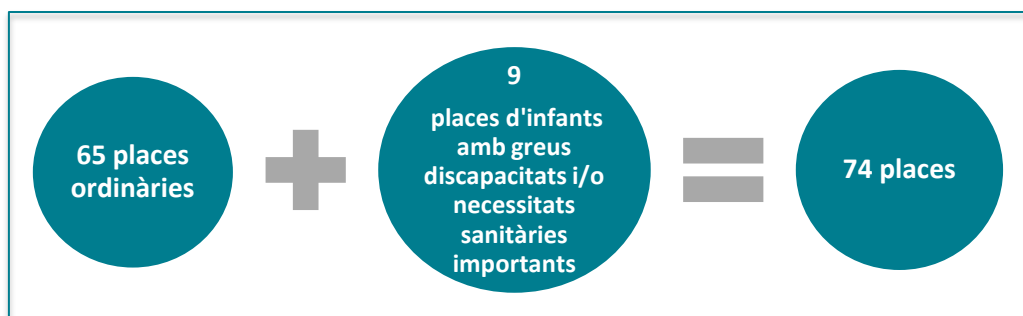 65 places
ordinàries
9
places d'infants
amb greus
discapacitats i/o
necessitats
sanitàries
importants
74 places